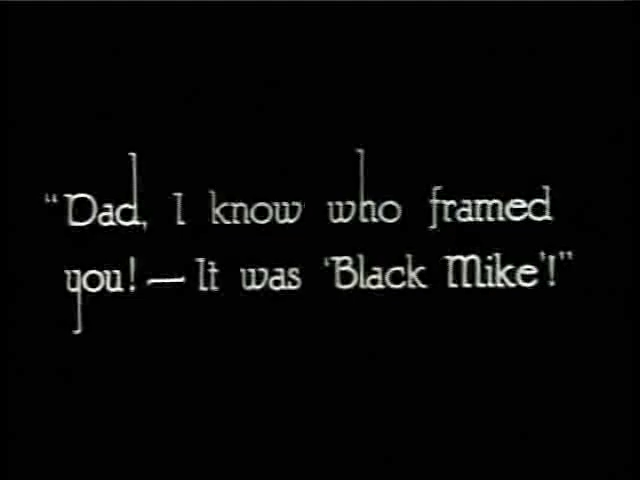 "Dad, I know who framed
you! — It was 'Black Mike'!"